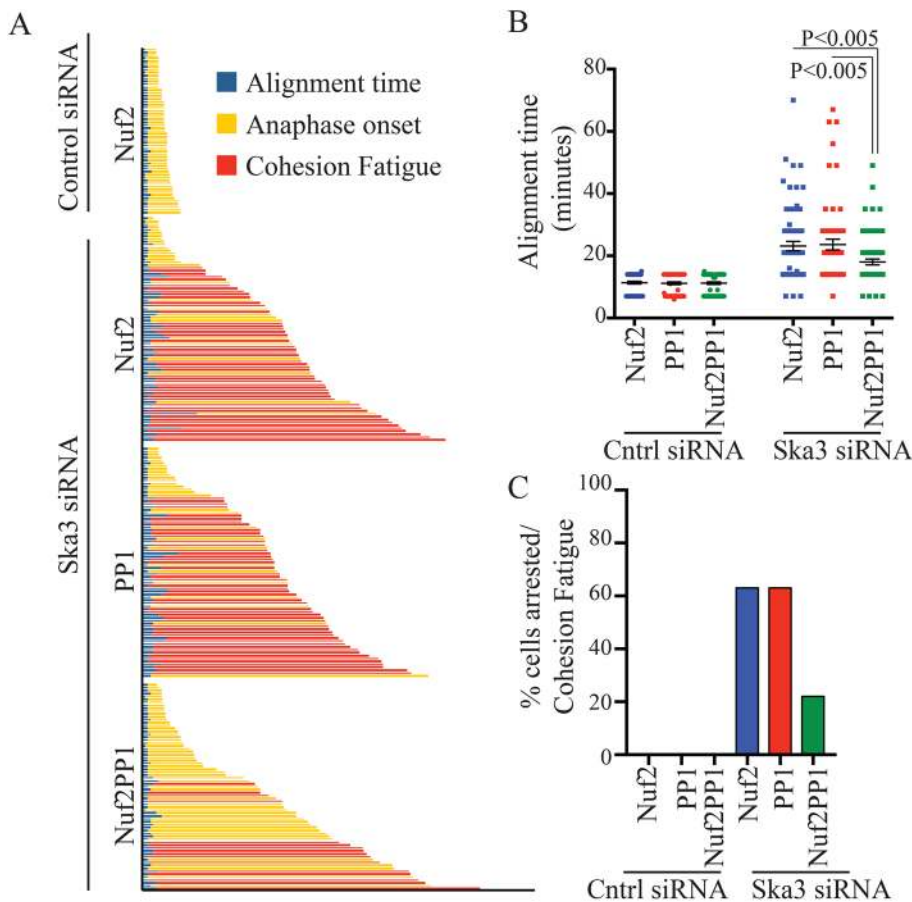 A
Control siRNA
Nuf2
Alignment time
Anaphase onset
Cohesion Fatigue
Ska3 siRNA
Nuf2
PP1
Nuf2PP1
B
P<0.005
P<0.005
Alignment time
(minutes)
80
60
40
20
0
Nuf2
PP1
Nuf2PP1
Nuf2
PP1
Nuf2PP1
Cntrl siRNA
Ska3 siRNA
C
% cells arrested/
Cohesion Fatigue
100
80
60
40
20
0
Nuf2
PP1
Nuf2PP1
Nuf2
PP1
Nuf2PP1
Cntrl siRNA
Ska3 siRNA